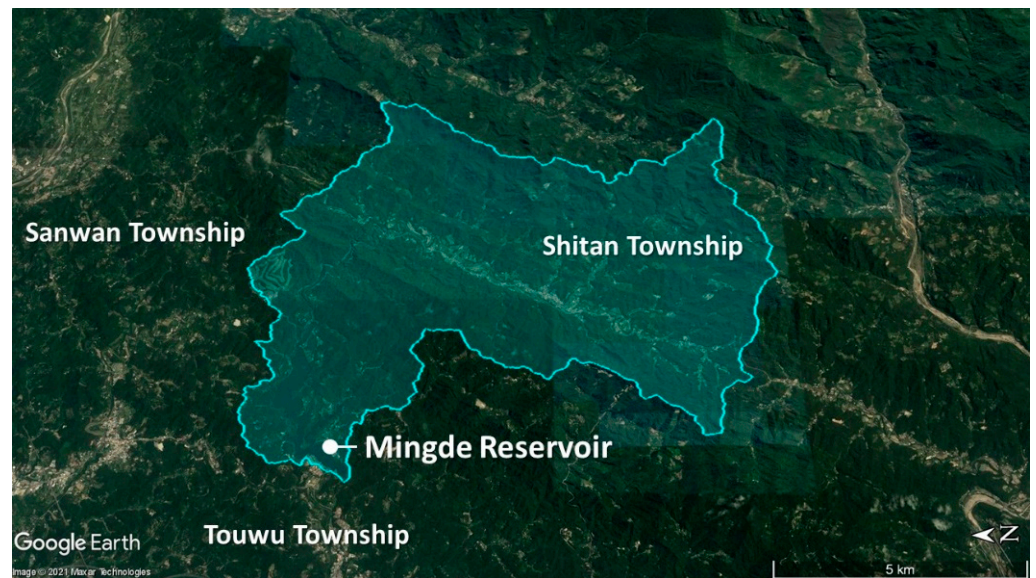 Sanwan Township
Shitan Township
Mingde Reservoir
Touwu Township
Google Earth
Z
Image © 2021 Maxar Technologies
5 km